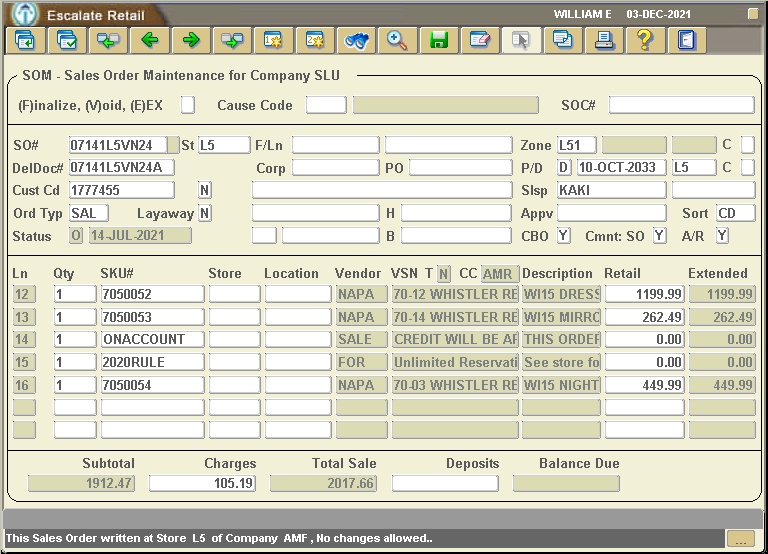 Escalate Retail WILLIAM E 03-DEC-2021
SOM - Sales Order Maintenance for Company SLU
(F)inalize, (V)oid, (E)EX Cause Code SOC#
SO# 07141L5VN24 St L5 F/Ln Zone L51 C
DelDoc# 07141L5VN24A Corp PO P/D D 10-OCT-2033 L5 C
Cust Cd 1777455 N Slsp KAKI
Ord Typ SAL Layaway N H Appv Sort CD
Status O 14-JUL-2021 B CBO Y Cmnt: SO Y A/R Y
Ln Qty SKU# Store Location Vendor VSN T N CC AMR Description Retail Extended
12 1 7050052 NAPA 70-12 WHISTLER RE WI15 DRESS 1199.99 1199.99
13 1 7050053 NAPA 70-14 WHISTLER RE WI15 MIRRO 262.49 262.49
14 1 ONACCOUNT SALE CREDIT WILL BE AF THIS ORDER 0.00 0.00
15 1 2020RULE FOR Unlimited Reservati See store fo 0.00 0.00
16 1 7050054 NAPA 70-03 WHISTLER RE WI15 NIGHT 449.99 449.99
Subtotal Charges Total Sale Deposits Balance Due
1912.47 105.19 2017.66
This Sales Order written at Store L5 of Company AMF , No changes allowed..
...